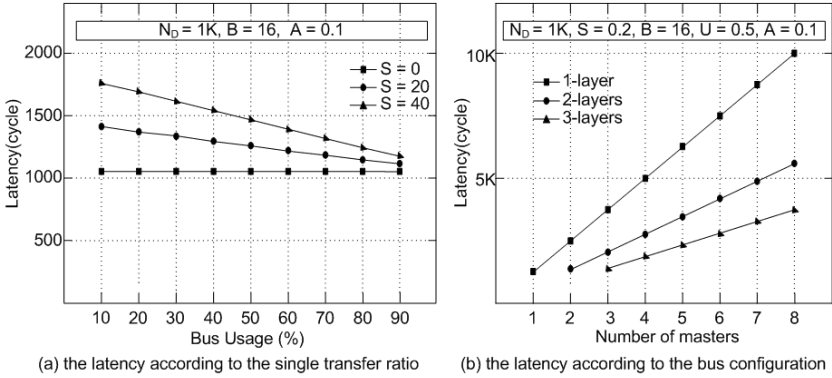 N_D = 1K, B = 16, A = 0.1
2000
1500
1000
500
Latency(cycle)
S = 0
S = 20
S = 40
10 20 30 40 50 60 70 80 90
Bus Usage (%)
(a) the latency according to the single transfer ratio
N_D = 1K, S = 0.2, B = 16, U = 0.5, A = 0.1
10K
5K
Latency(cycle)
1-layer
2-layers
3-layers
1 2 3 4 5 6 7 8
Number of masters
(b) the latency according to the bus configuration